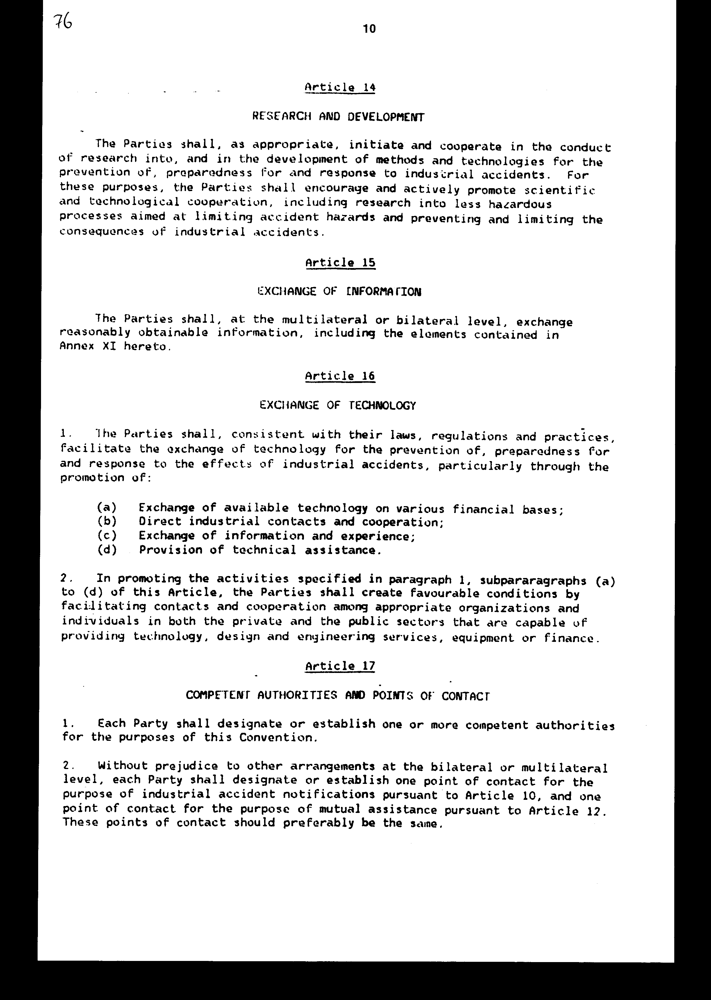 76
10
Article 14
RESEARCH AND DEVELOPMENT
The Parties shall, as appropriate, initiate and cooperate in the conduct
of research into, and in the development of methods and technologies for the
prevention of, preparedness for and response to industrial accidents. For
these purposes, the Parties shall encourage and actively promote scientific
and technological cooperation, including research into less hazardous
processes aimed at limiting accident hazards and preventing and limiting the
consequences of industrial accidents.
Article 15
EXCHANGE OF INFORMATION
The Parties shall, at the multilateral or bilateral level, exchange
reasonably obtainable information, including the elements contained in
Annex XI hereto.
Article 16
EXCHANGE OF TECHNOLOGY
1. The Parties shall, consistent with their laws, regulations and practices,
facilitate the exchange of technology for the prevention of, preparedness for
and response to the effects of industrial accidents, particularly through the
promotion of:
(a) Exchange of available technology on various financial bases;
(b) Direct industrial contacts and cooperation;
(c) Exchange of information and experience;
(d) Provision of technical assistance.
2. In promoting the activities specified in paragraph 1, subpararagraphs (a)
to (d) of this Article, the Parties shall create favourable conditions by
facilitating contacts and cooperation among appropriate organizations and
individuals in both the private and the public sectors that are capable of
providing technology, design and engineering services, equipment or finance.
Article 17
COMPETENT AUTHORITIES AND POINTS OF CONTACT
1. Each Party shall designate or establish one or more competent authorities
for the purposes of this Convention.
2. Without prejudice to other arrangements at the bilateral or multilateral
level, each Party shall designate or establish one point of contact for the
purpose of industrial accident notifications pursuant to Article 10, and one
point of contact for the purpose of mutual assistance pursuant to Article 12.
These points of contact should preferably be the same.